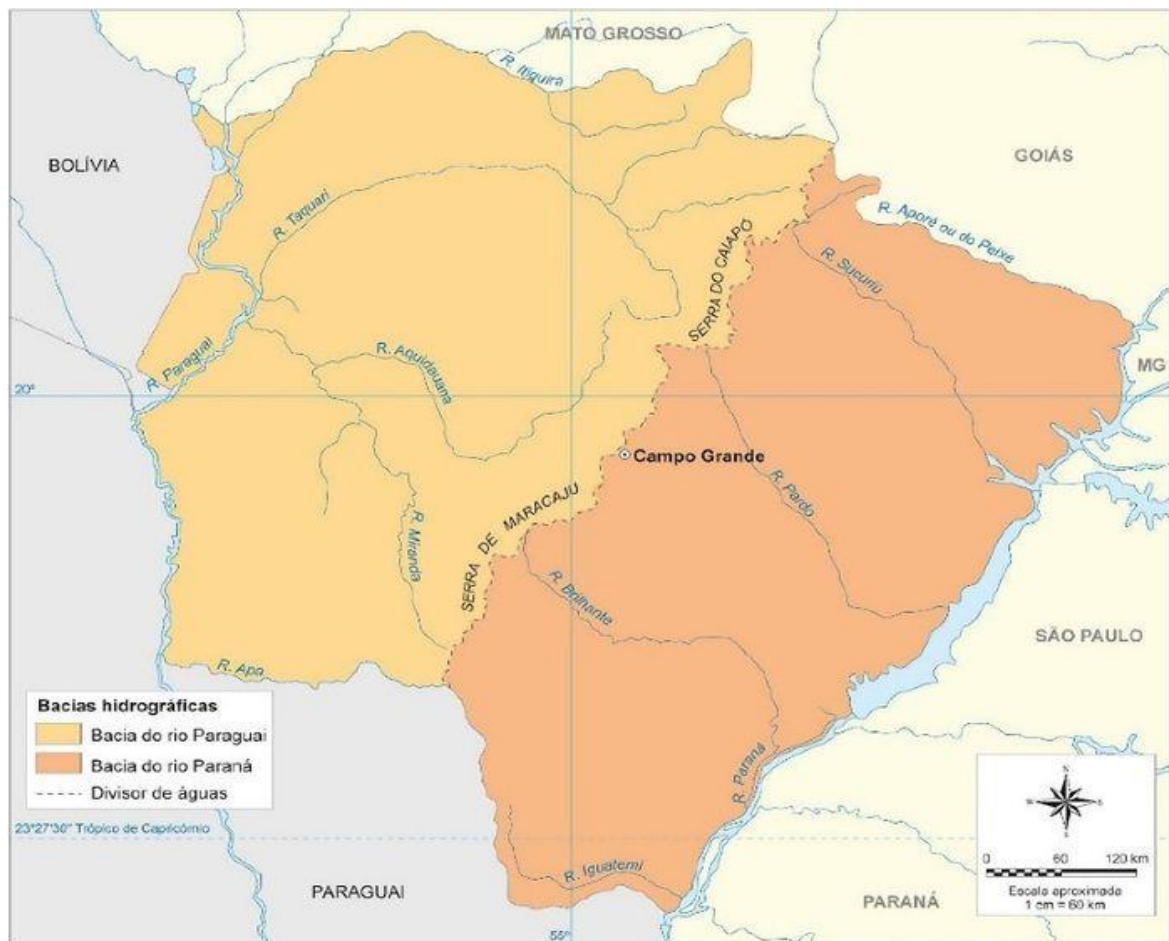 MATO GROSSO
R. Itiquira
BOLÍVIA
GOIÁS
R. Taquari
R. Aporé ou do Peixe
SERRA DO CAIAPÓ
R. Sucuriu
R. Paraguai
R. Aquidauana
MG
20°
Campo Grande
R. Pardo
SERRA DE MARACAJU
R. Miranda
R. Brilhante
SÃO PAULO
R. Apa
Bacias hidrográficas
Bacia do rio Paraguai
Bacia do rio Paraná
Divisor de águas
R. Paraná
23°27'30" Trópico de Capricórnio
N
S
0 60 120 km
Escala aproximada
1 cm = 60 km
R. Iguatemi
PARAGUAI
PARANÁ
55°